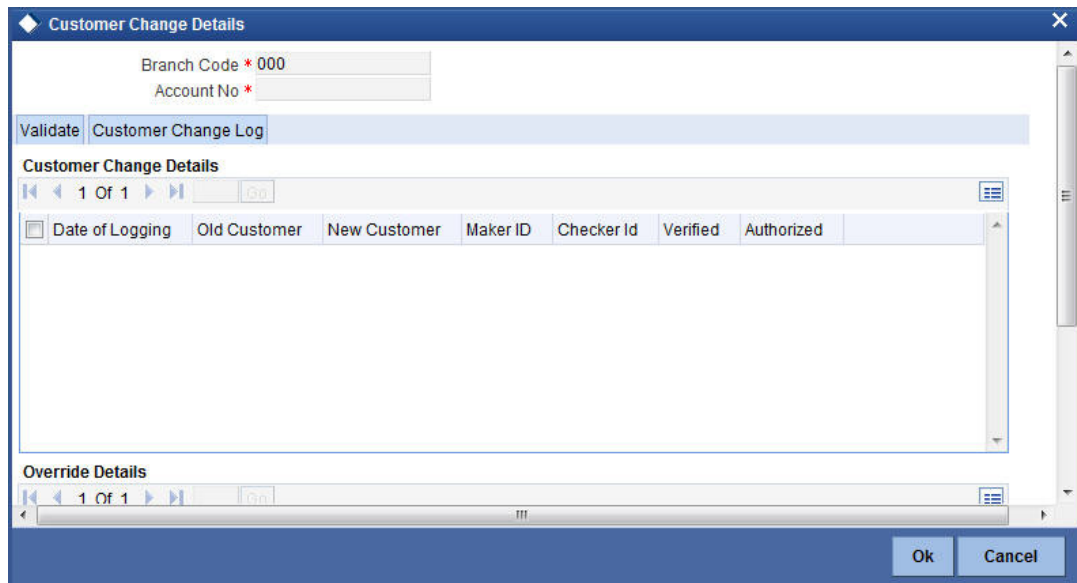 Customer Change Details
Branch Code * 000
Account No *
Validate Customer Change Log
Customer Change Details
1 Of 1 Go
Date of Logging Old Customer New Customer Maker ID Checker Id Verified Authorized
Override Details
1 Of 1 Go
Ok Cancel